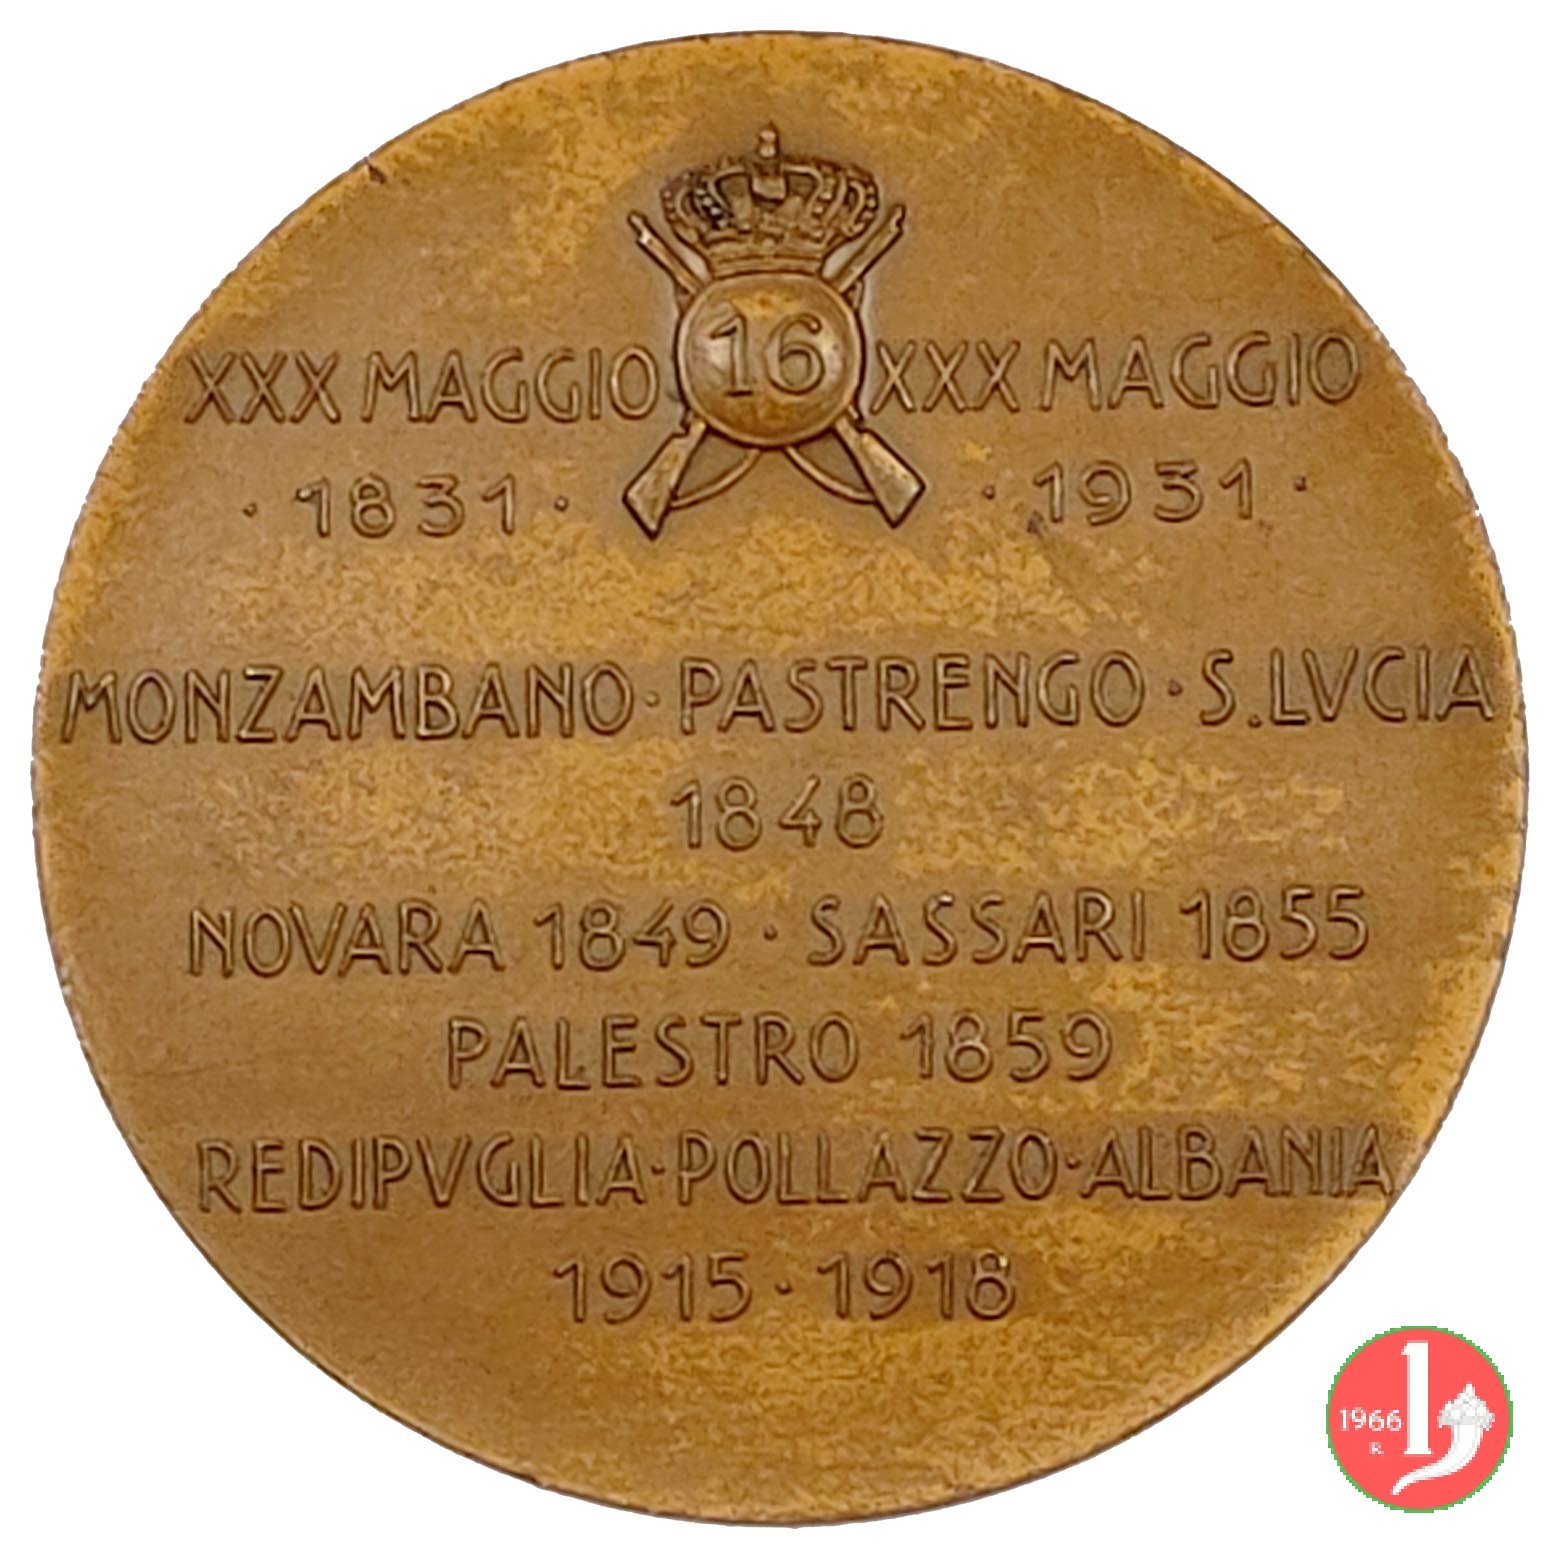 16
XXX MAGGIO XXX MAGGIO
· 1831 · · 1931 ·
MONZAMBANO · PASTRENGO · S. LVCIA
1848
NOVARA 1849 · SASSARI 1855
PALESTRO 1859
REDIPVGLIA · POLLAZZO · ALBANIA
1915 · 1918
1966
R